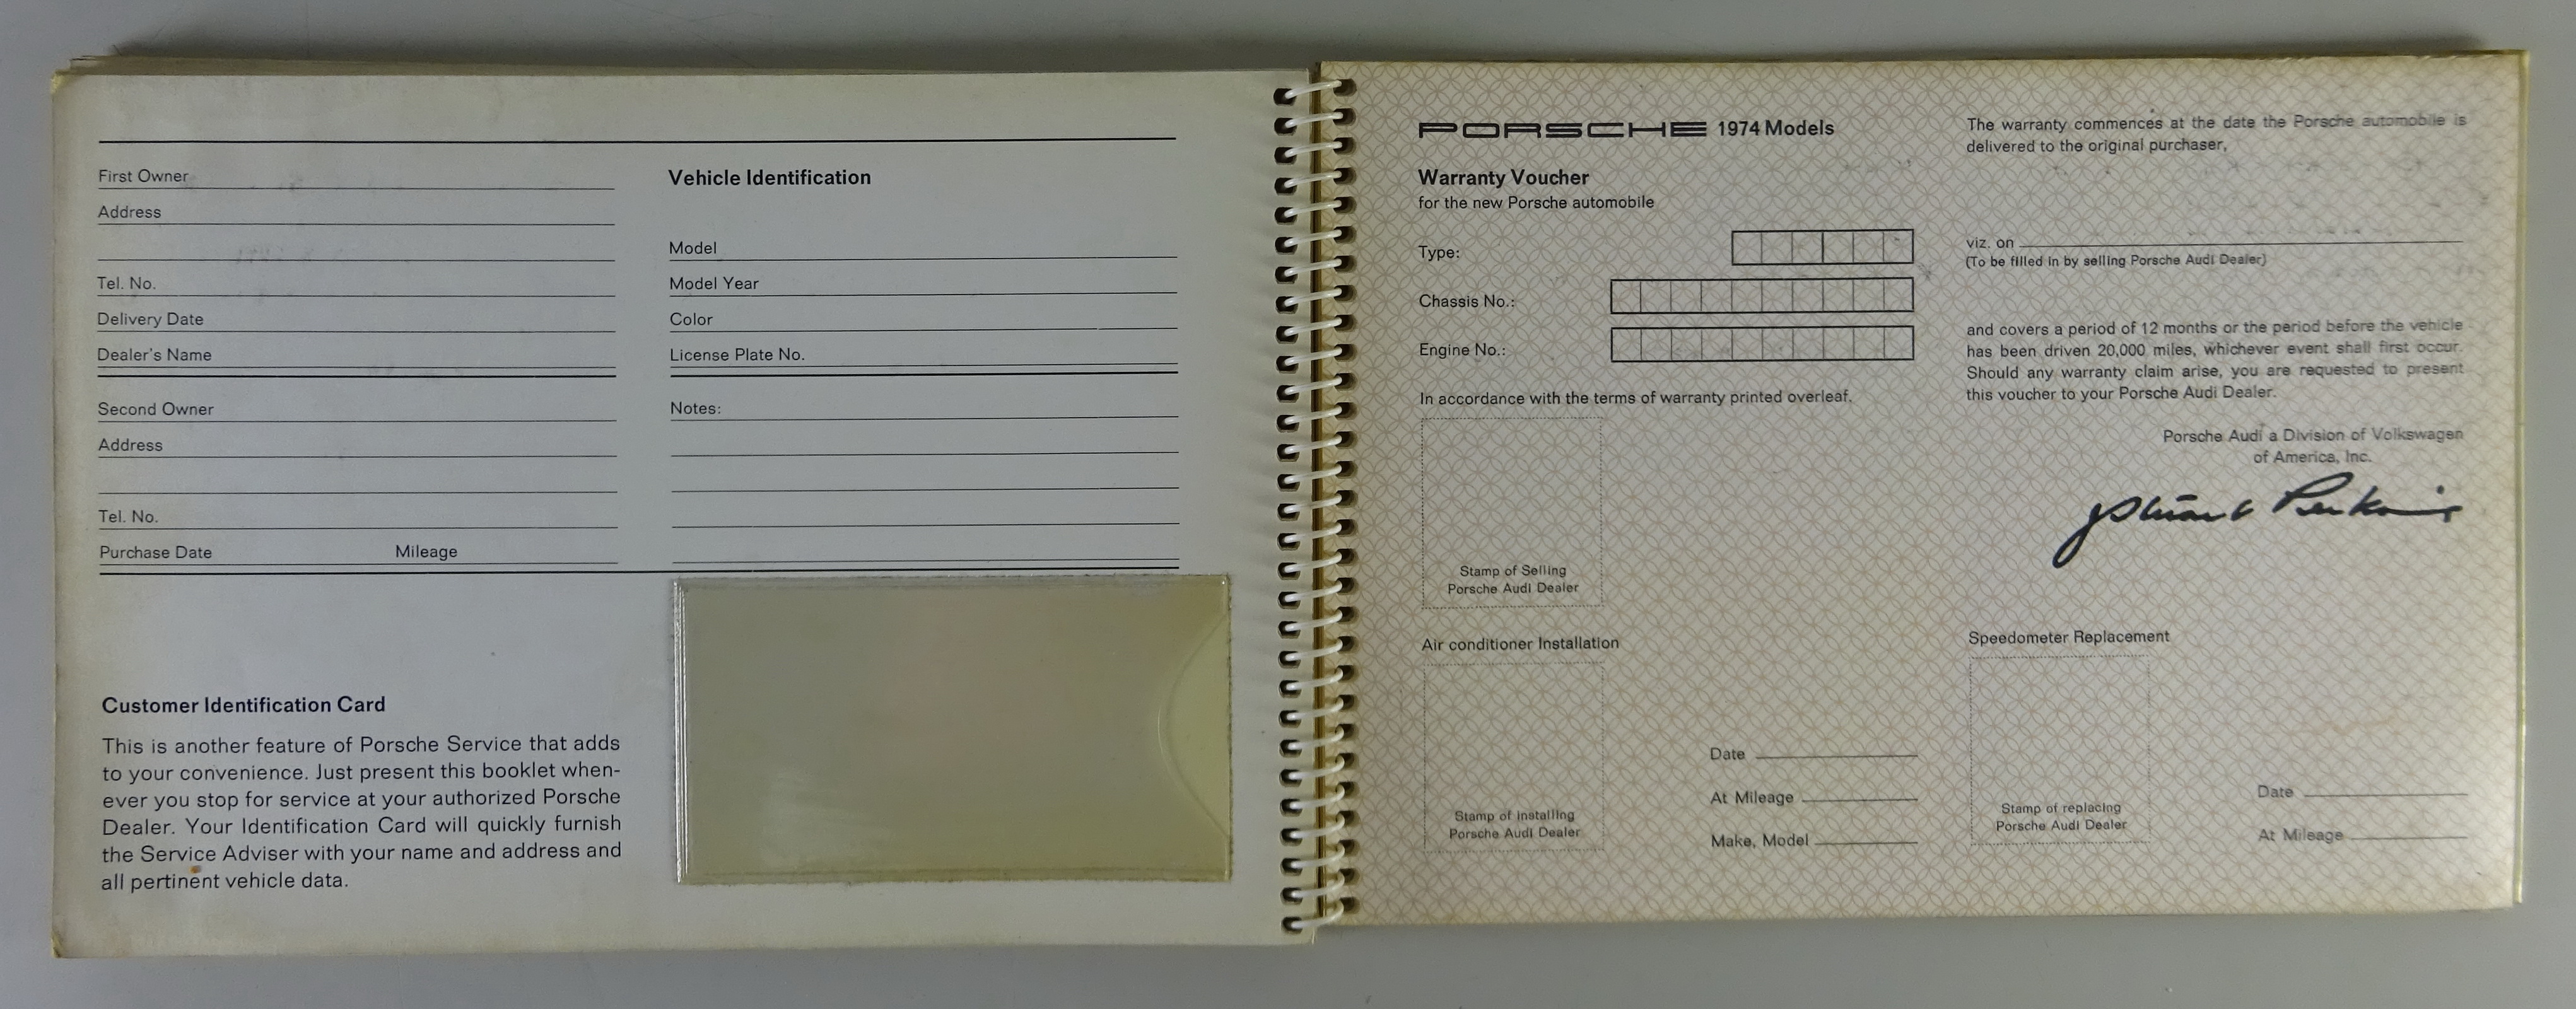 First Owner
Address
Tel. No.
Delivery Date
Dealer's Name
Second Owner
Address
Tel. No.
Purchase Date Mileage
Vehicle Identification
Model
Model Year
Color
License Plate No.
Notes:
Customer Identification Card
This is another feature of Porsche Service that adds
to your convenience. Just present this booklet when-
ever you stop for service at your authorized Porsche
Dealer. Your Identification Card will quickly furnish
the Service Adviser with your name and address and
all pertinent vehicle data.
PORSCHE 1974 Models
Warranty Voucher
for the new Porsche automobile
Type:
Chassis No.:
Engine No.:
In accordance with the terms of warranty printed overleaf.
Stamp of Selling
Porsche Audi Dealer
Air conditioner Installation
Stamp of installing
Porsche Audi Dealer
Date
At Mileage
Make, Model
The warranty commences at the date the Porsche automobile is
delivered to the original purchaser,
viz. on
(To be filled in by selling Porsche Audi Dealer)
and covers a period of 12 months or the period before the vehicle
has been driven 20,000 miles, whichever event shall first occur.
Should any warranty claim arise, you are requested to present
this voucher to your Porsche Audi Dealer.
Porsche Audi a Division of Volkswagen
of America, Inc.
J Stuart Perkins
Speedometer Replacement
Stamp of replacing
Porsche Audi Dealer
Date
At Mileage